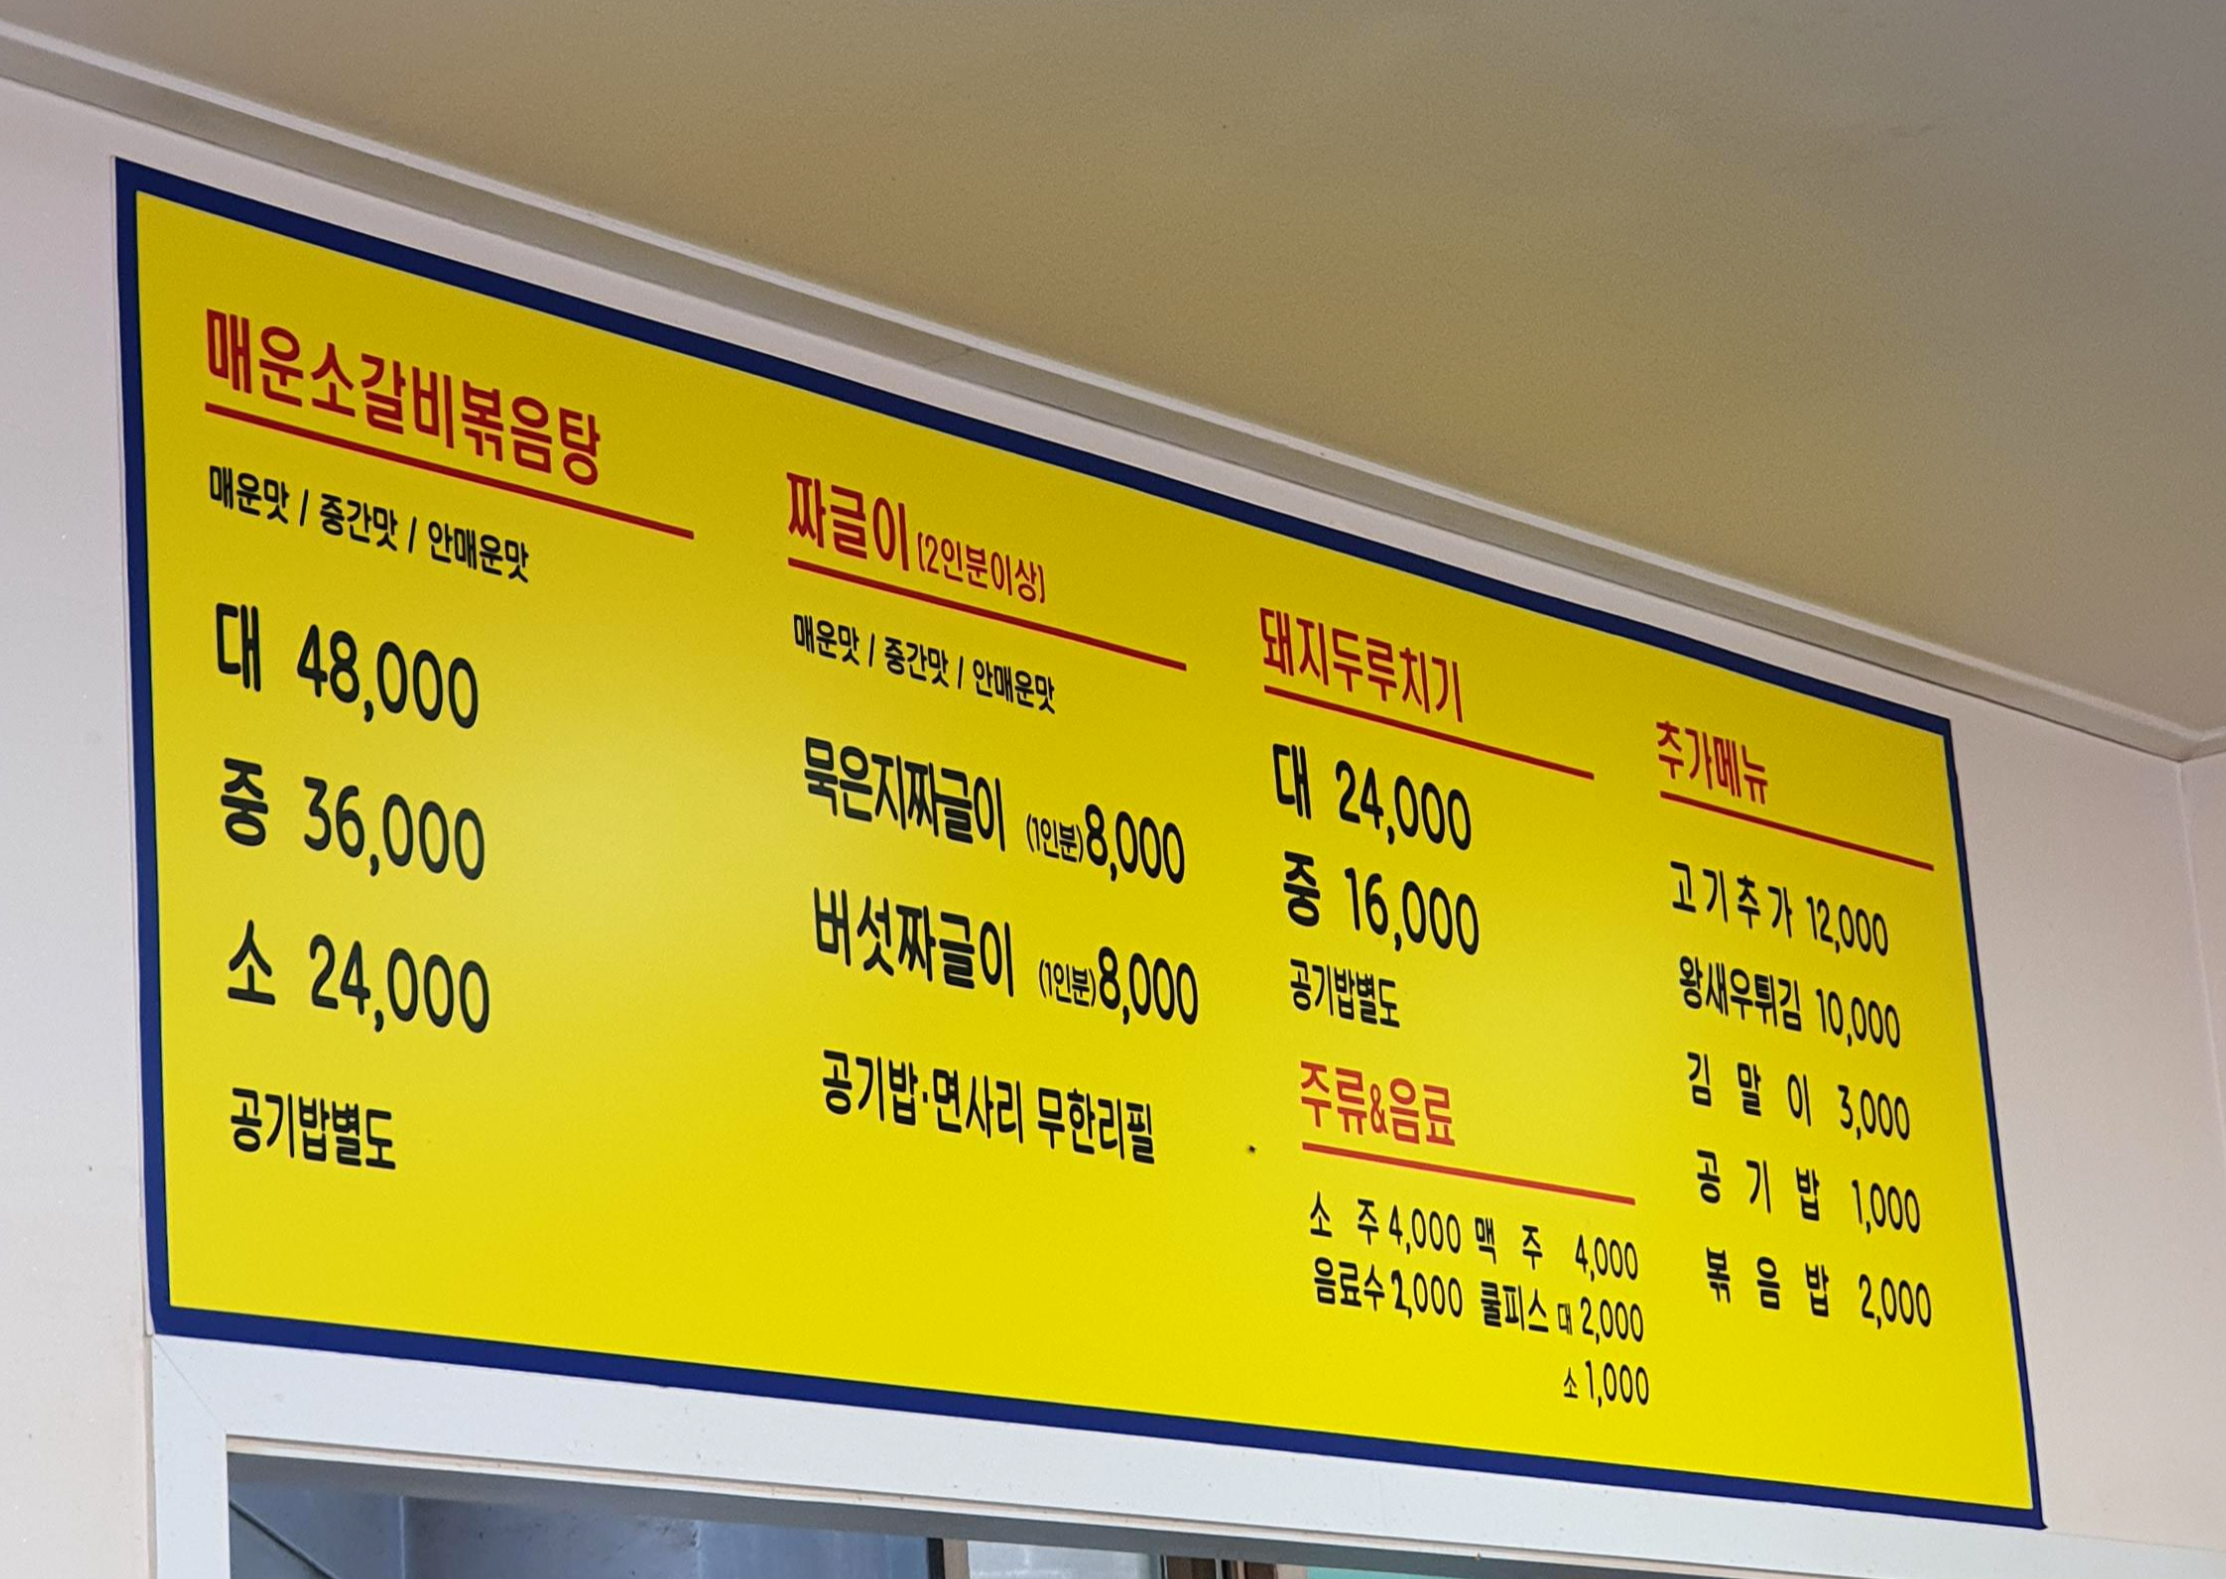 매운소갈비볶음탕
매운맛 / 중간맛 / 안매운맛
대 48,000
중 36,000
소 24,000
공기밥별도
짜글이 (2인분이상)
매운맛 / 중간맛 / 안매운맛
묵은지짜글이 (1인분)8,000
버섯짜글이 (1인분)8,000
공기밥·면사리 무한리필
돼지두루치기
대 24,000
중 16,000
공기밥별도
주류&음료
소 주 4,000 맥 주 4,000
음료수 2,000 쿨피스 대 2,000
소 1,000
추가메뉴
고기추가 12,000
왕새우튀김 10,000
김 말 이 3,000
공 기 밥 1,000
볶 음 밥 2,000